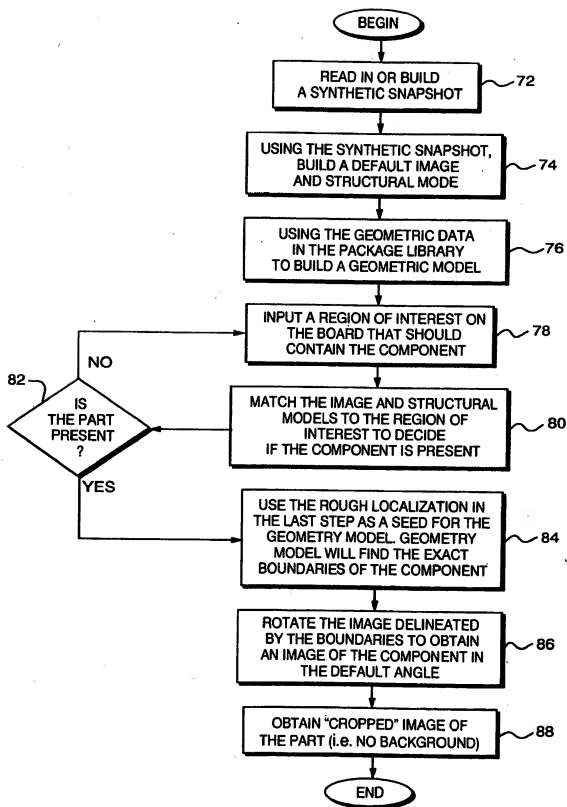 BEGIN
READ IN OR BUILD
A SYNTHETIC SNAPSHOT
72
USING THE SYNTHETIC SNAPSHOT,
BUILD A DEFAULT IMAGE
AND STRUCTURAL MODE
74
USING THE GEOMETRIC DATA
IN THE PACKAGE LIBRARY
TO BUILD A GEOMETRIC MODEL
76
INPUT A REGION OF INTEREST ON
THE BOARD THAT SHOULD
CONTAIN THE COMPONENT
78
NO
82
IS
THE PART
PRESENT
?
YES
MATCH THE IMAGE AND STRUCTURAL
MODELS TO THE REGION OF
INTEREST TO DECIDE
IF THE COMPONENT IS PRESENT
80
USE THE ROUGH LOCALIZATION IN
THE LAST STEP AS A SEED FOR THE
GEOMETRY MODEL. GEOMETRY
MODEL WILL FIND THE EXACT
BOUNDARIES OF THE COMPONENT
84
ROTATE THE IMAGE DELINEATED
BY THE BOUNDARIES TO OBTAIN
AN IMAGE OF THE COMPONENT IN
THE DEFAULT ANGLE
86
OBTAIN "CROPPED" IMAGE OF
THE PART (i.e. NO BACKGROUND)
88
END